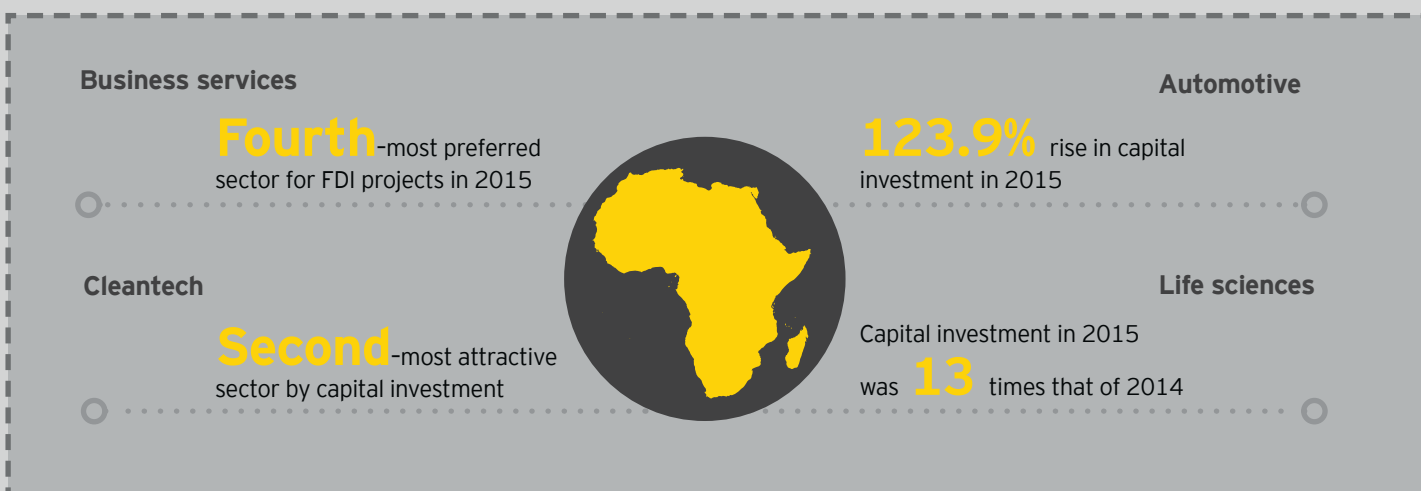 Business services
Fourth-most preferred
sector for FDI projects in 2015
Cleantech
Second-most attractive
sector by capital investment
Automotive
123.9% rise in capital
investment in 2015
Life sciences
Capital investment in 2015
was 13 times that of 2014